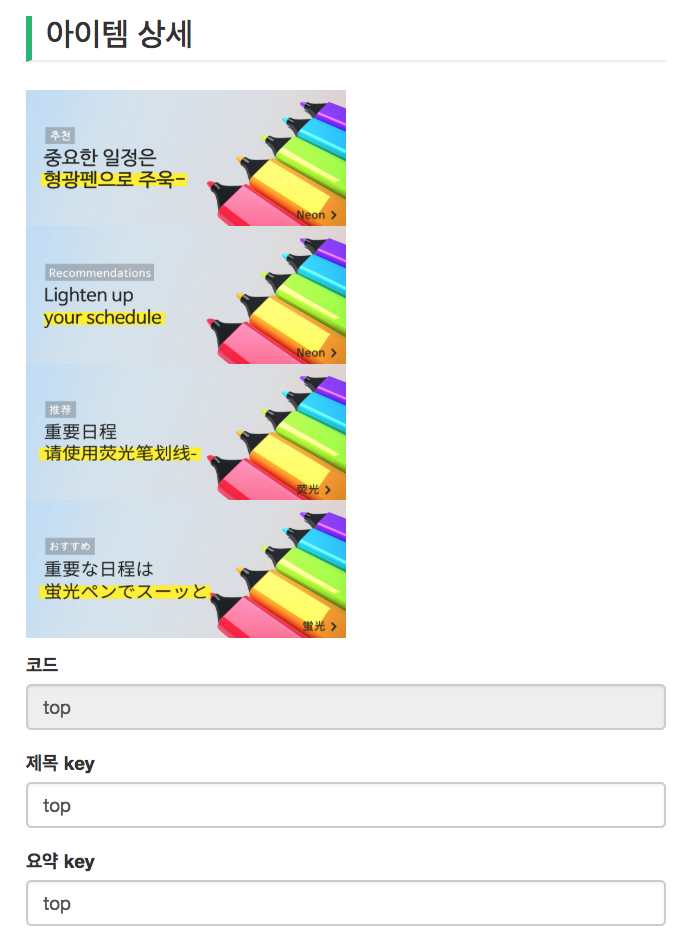 아이템 상세
추천
중요한 일정은
형광펜으로 주욱-
Neon >
Recommendations
Lighten up
your schedule
Neon >
推荐
重要日程
请使用荧光笔划线-
荧光 >
おすすめ
重要な日程は
蛍光ペンでスーッと
蛍光 >
코드
top
제목 key
top
요약 key
top